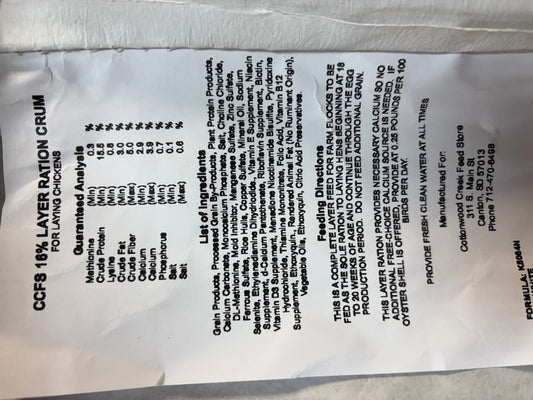 CCFS 16% LAYER RATION CRUM
FOR LAYING CHICKENS
Guaranteed Analysis
Methionine (Min) 0.3 %
Crude Protein (Min) 16.5 %
Lysine (Min) 0.8 %
Crude Fat (Min) 3.0 %
Crude Fiber (Max) 5.0 %
Calcium (Min) 2.9 %
Calcium (Max) 3.9 %
Phosphorus (Min) 0.7 %
Salt (Min) 0.1 %
Salt (Max) 0.6 %
List of Ingredients
Grain Products, Processed Grain By-Products, Plant Protein Products,
Calcium Carbonate, Monocalcium Phosphate, Salt, Choline Chloride,
DL-Methionine, Mold Inhibitor, Manganese Sulfate, Zinc Sulfate,
Ferrous Sulfate, Rice Hulls, Copper Sulfate, Mineral Oil, Sodium
Selenite, Ethylenediamine Dihydriodide, Vitamin E Supplement, Niacin
Supplement, d-Calcium Pantothenate, Riboflavin Supplement, Biotin,
Vitamin D3 Supplement, Menadione Nicotinamide Bisulfite, Pyridoxine
Hydrochloride, Thiamine Mononitrate, Folic Acid, Vitamin B12
Supplement, Ethoxyquin, Rendered Animal Fat (No Ruminant Origin),
Vegetable Oils, Ethoxyquin, Citric Acid Preservatives.
Feeding Directions
THIS IS A COMPLETE LAYER FEED FOR FARM FLOCKS TO BE
FED AS THE SOLE RATION TO LAYING HENS BEGINNING AT 18
TO 20 WEEKS OF AGE AND CONTINUE THROUGH THE EGG
PRODUCTION PERIOD. DO NOT FEED ADDITIONAL GRAIN.
THIS LAYER RATION PROVIDES NECESSARY CALCIUM SO NO
ADDITIONAL FREE-CHOICE CALCIUM SOURCE IS NEEDED. IF
OYSTER SHELL IS OFFERED, PROVIDE AT 0.25 POUNDS PER 100
BIRDS PER DAY.
PROVIDE FRESH CLEAN WATER AT ALL TIMES
Manufactured For:
Cottonwood Creek Feed Store
311 S. Main St
Canton, SD 57013
Phone 712-470-6498
FORMULA: K8064N